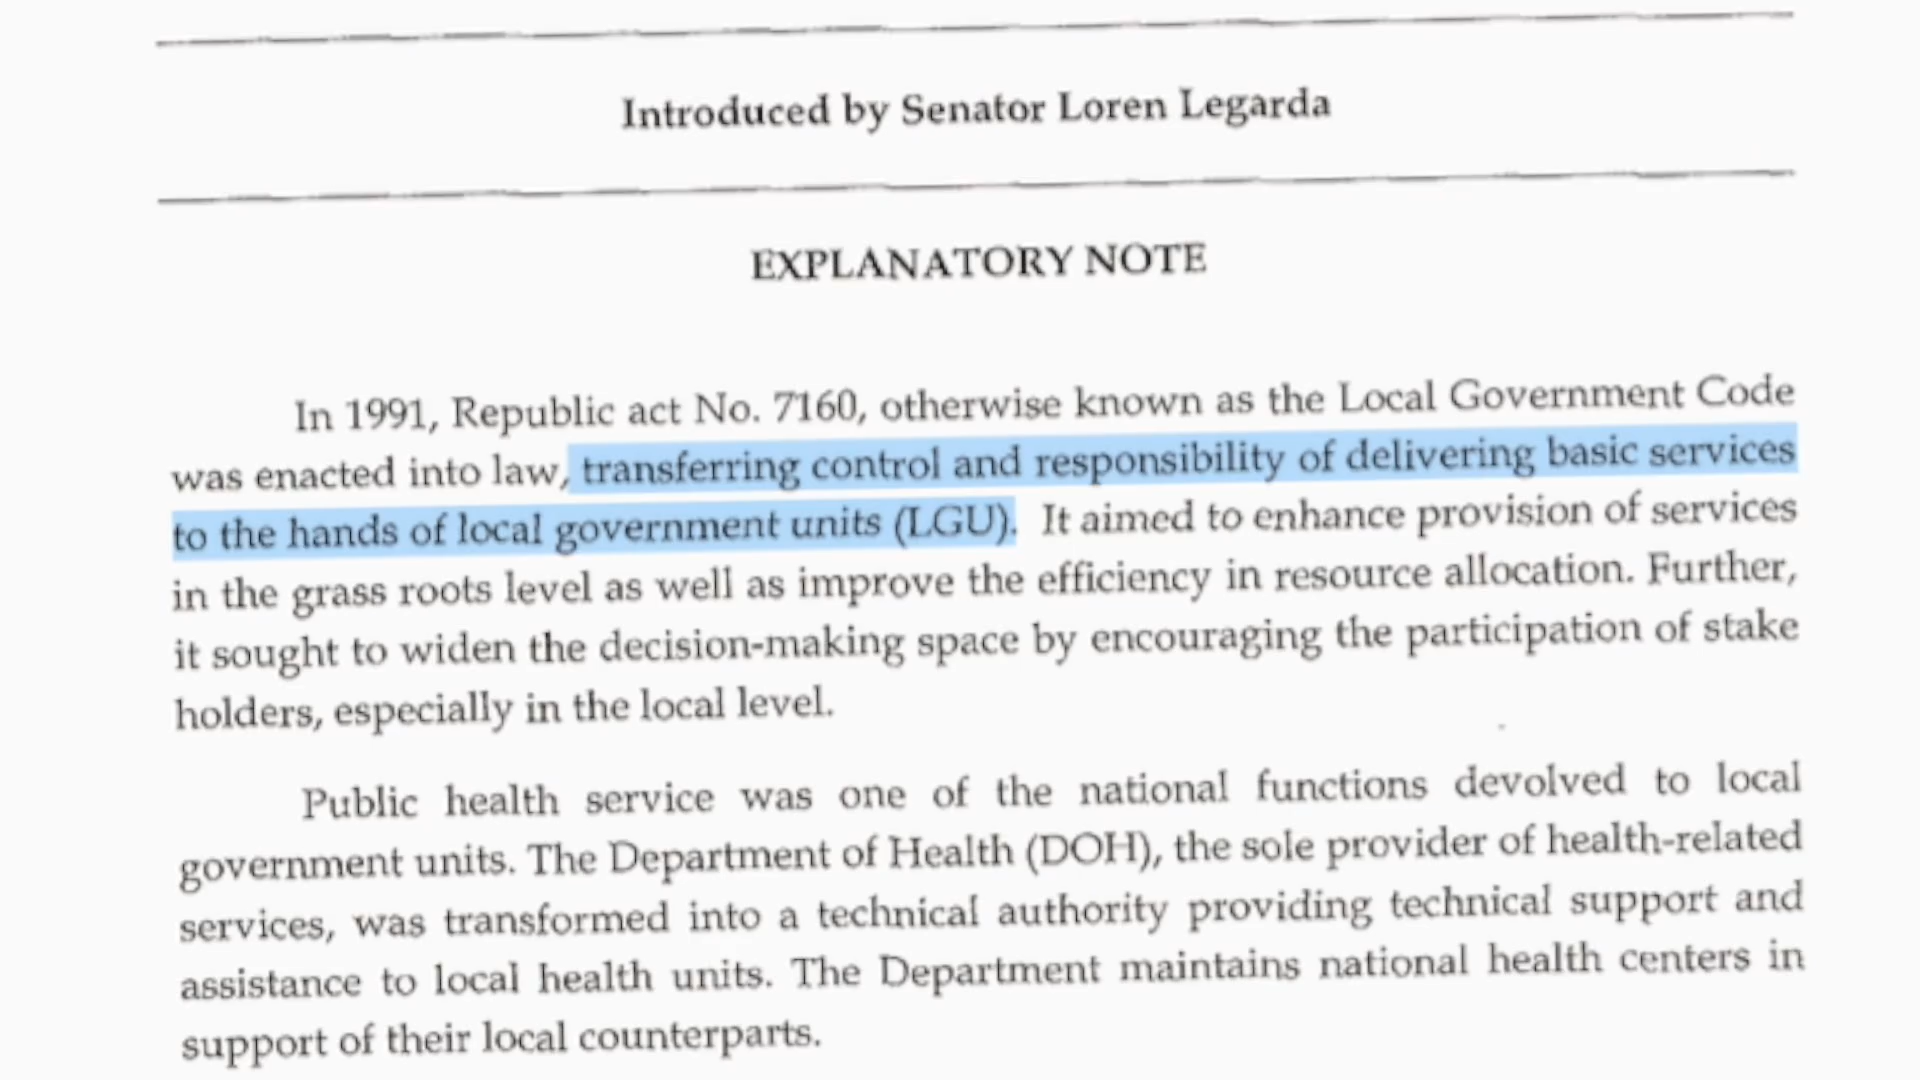 Introduced by Senator Loren Legarda
EXPLANATORY NOTE
In 1991, Republic act No. 7160, otherwise known as the Local Government Code
was enacted into law, transferring control and responsibility of delivering basic services
to the hands of local government units (LGU). It aimed to enhance provision of services
in the grass roots level as well as improve the efficiency in resource allocation. Further,
it sought to widen the decision-making space by encouraging the participation of stake
holders, especially in the local level.
Public health service was one of the national functions devolved to local
government units. The Department of Health (DOH), the sole provider of health-related
services, was transformed into a technical authority providing technical support and
assistance to local health units. The Department maintains national health centers in
support of their local counterparts.